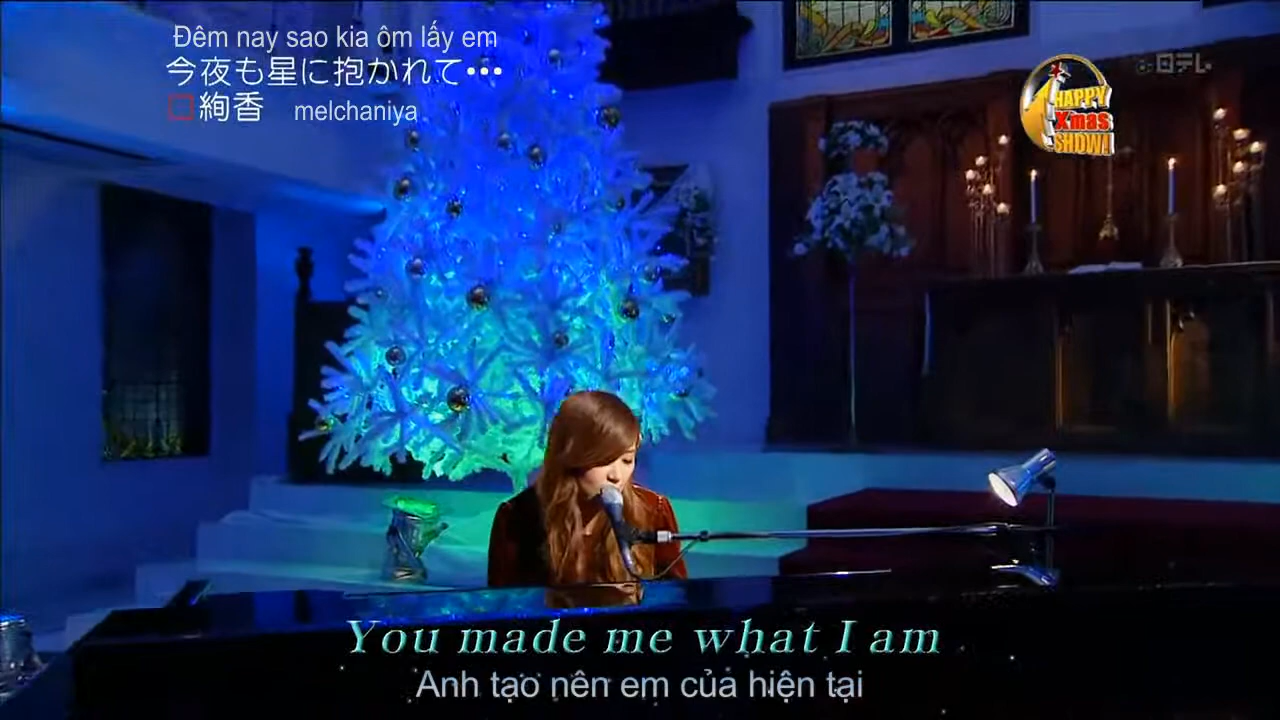 Đêm nay sao kia ôm lấy em
今夜も星に抱かれて…
絢香 melchaniya
HAPPY
Xmas
SHOW!
日テレ
You made me what I am
Anh tạo nên em của hiện tại